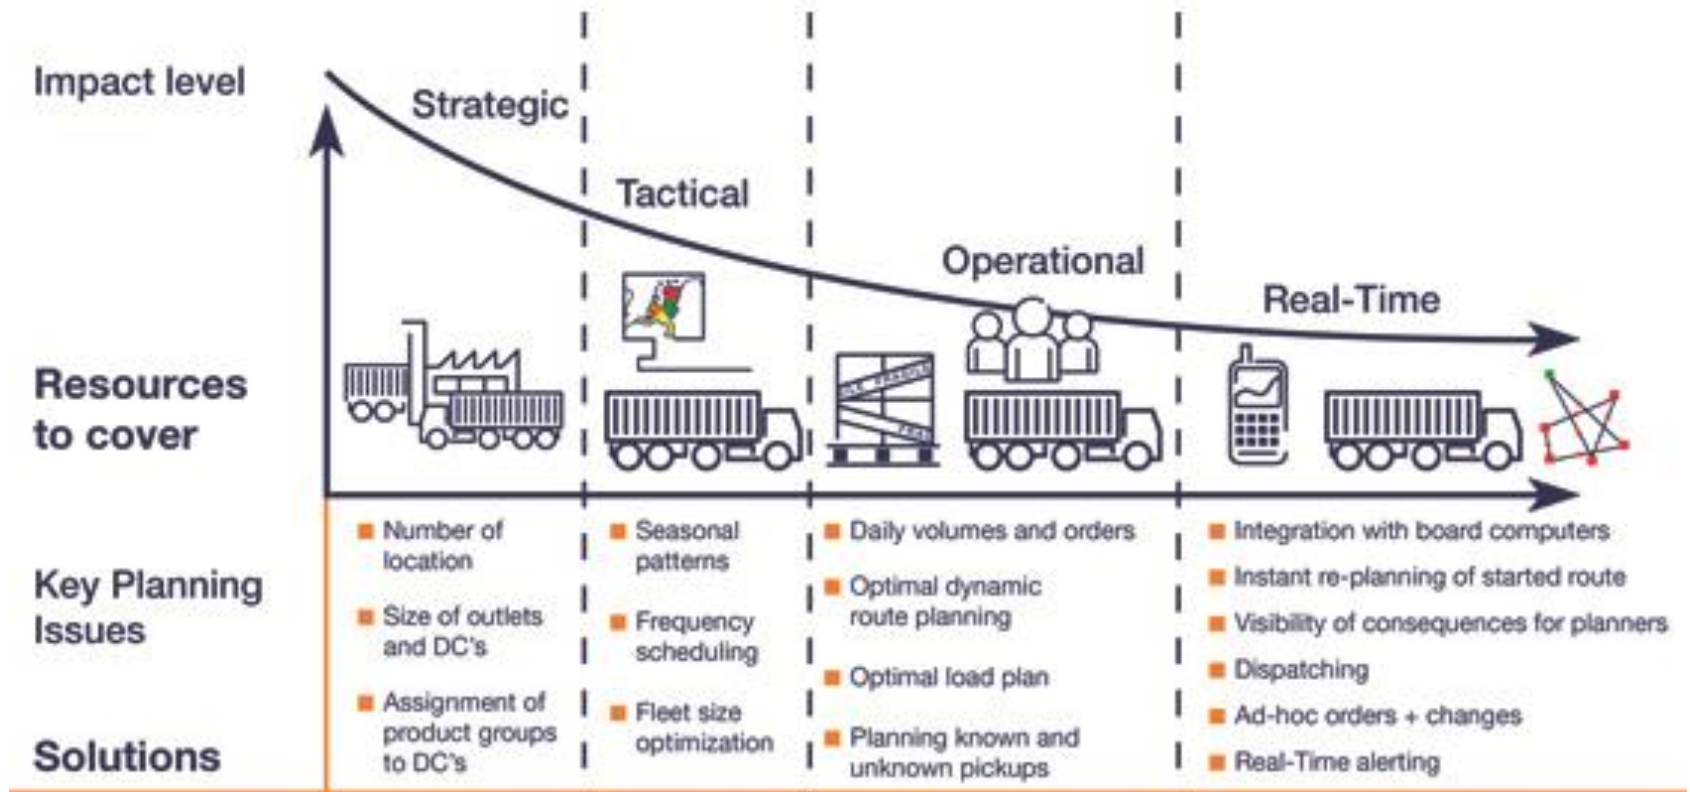 Impact level
Strategic
Tactical
Operational
Real-Time
Resources
to cover
FRAGILE
Key Planning
Issues
Number of
location
Size of outlets
and DC's
Assignment of
product groups
to DC's
Seasonal
patterns
Frequency
scheduling
Fleet size
optimization
Daily volumes and orders
Optimal dynamic
route planning
Optimal load plan
Planning known and
unknown pickups
Integration with board computers
Instant re-planning of started route
Visibility of consequences for planners
Dispatching
Ad-hoc orders + changes
Real-Time alerting
Solutions